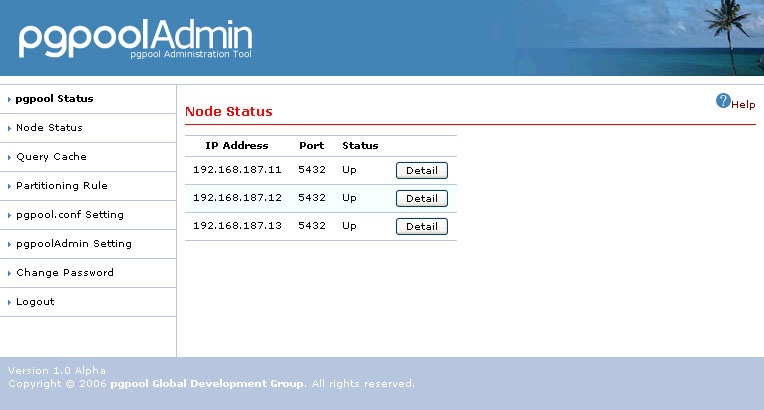 pgpoolAdmin
pgpool Administration Tool
pgpool Status
Node Status
Query Cache
Partitioning Rule
pgpool.conf Setting
pgpoolAdmin Setting
Change Password
Logout
? Help
Node Status
IP Address Port Status
192.168.187.11 5432 Up Detail
192.168.187.12 5432 Up Detail
192.168.187.13 5432 Up Detail
Version 1.0 Alpha
Copyright © 2006 pgpool Global Development Group. All rights reserved.